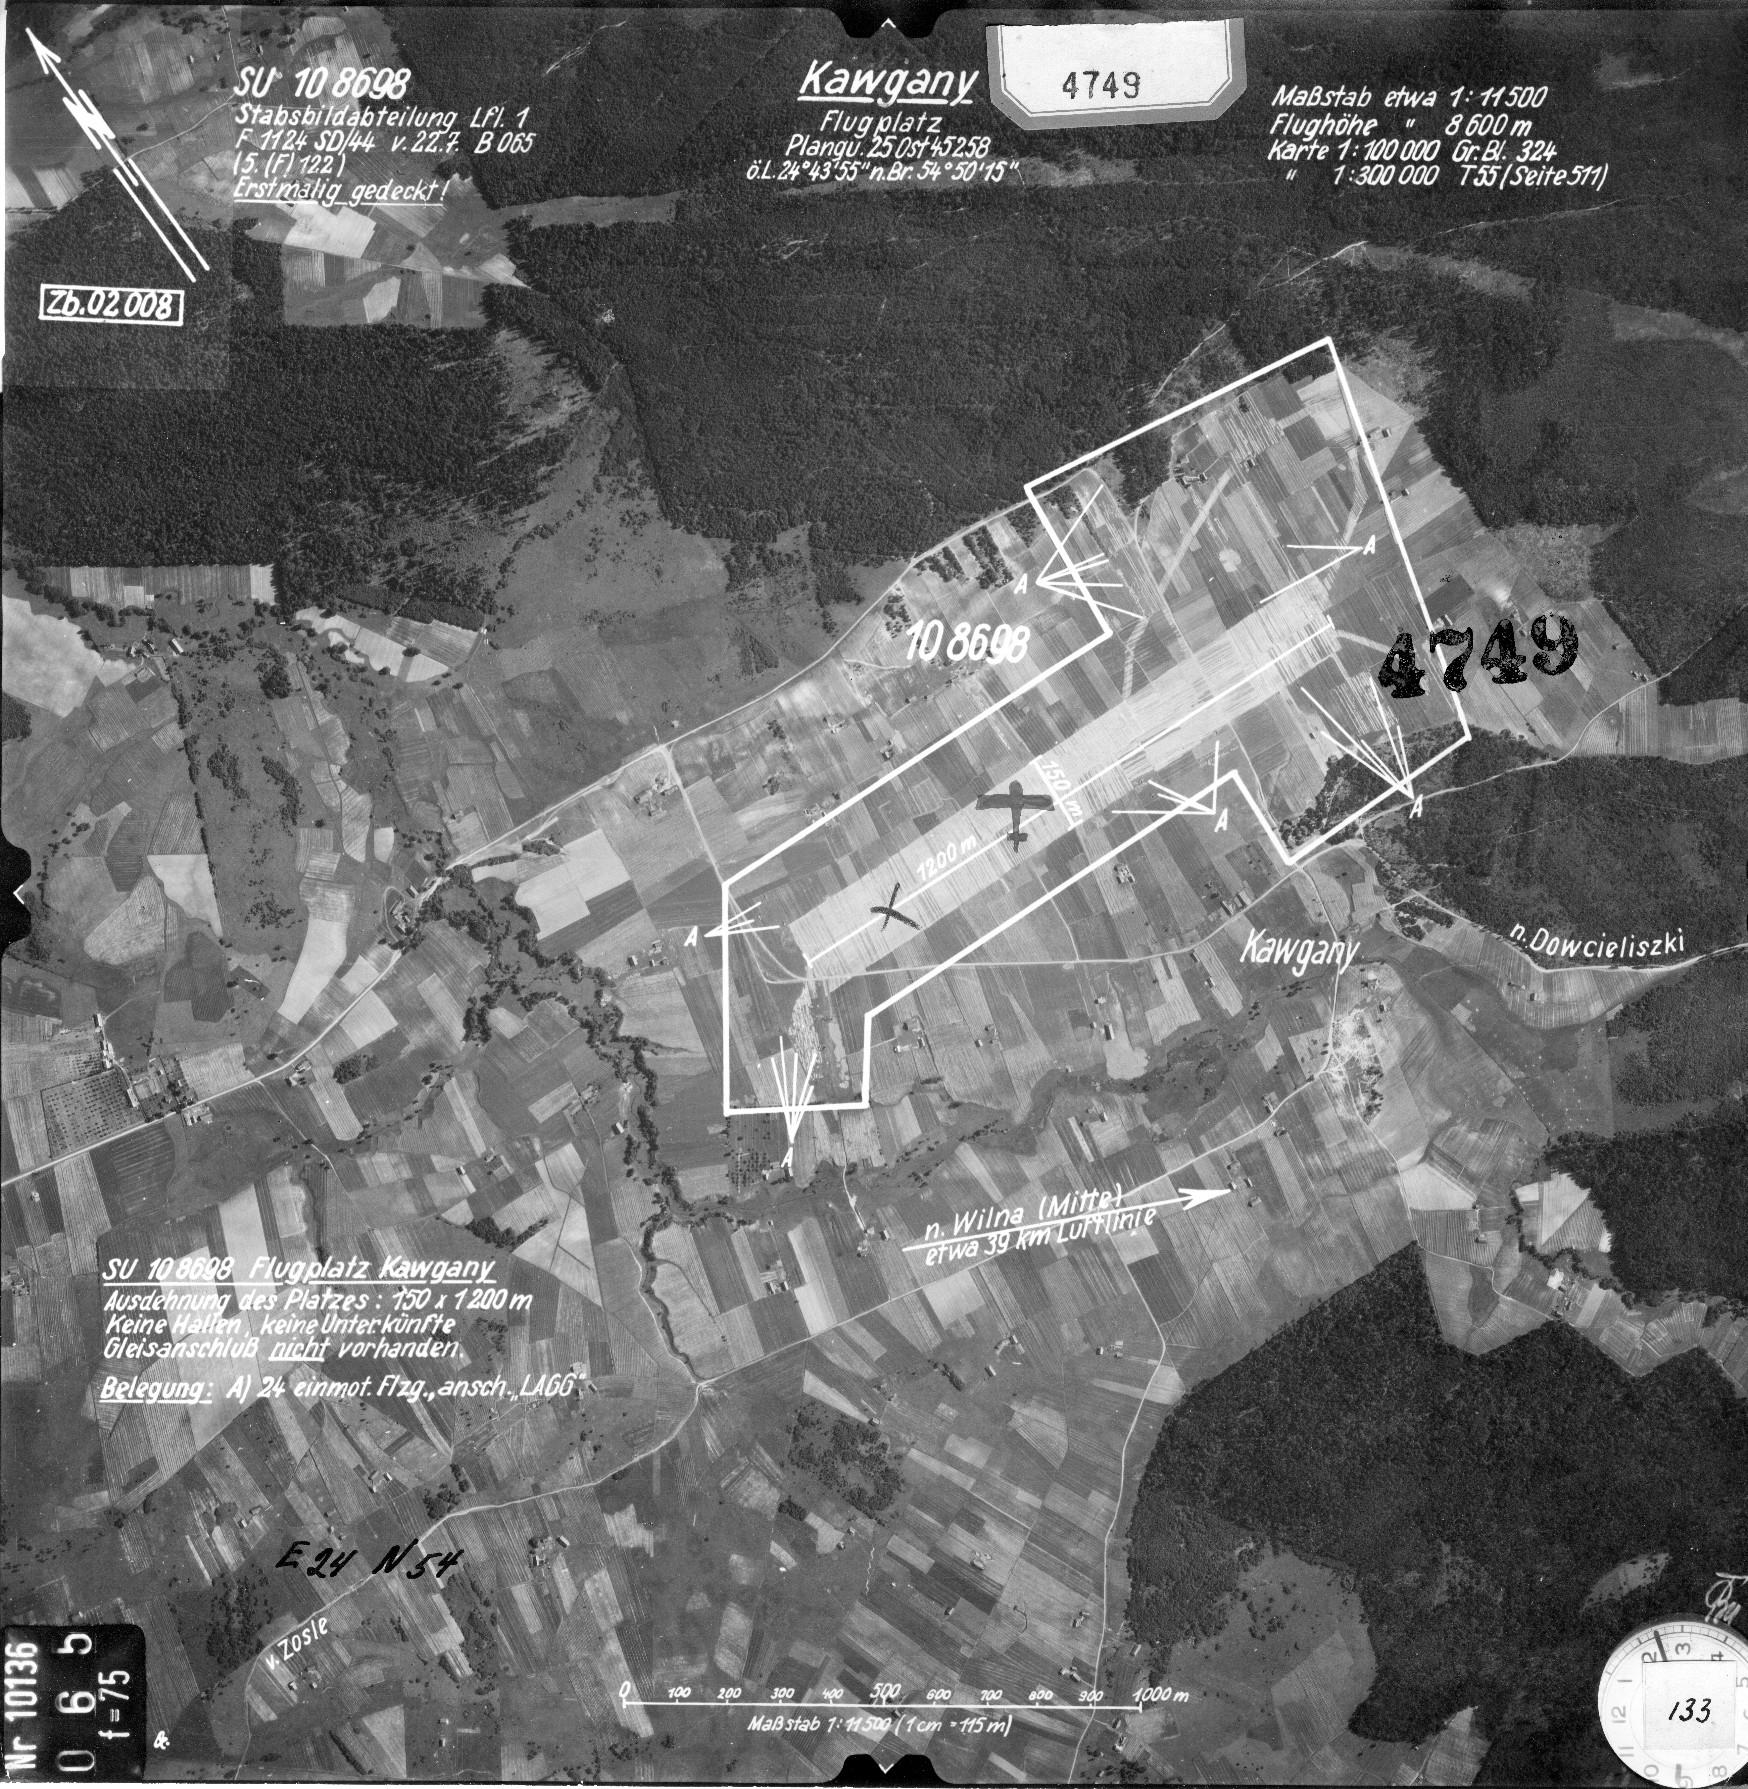 SU 10 8698
Stabsbildabteilung Lfl. 1
F 1124 SD/44 v. 22.7. B 065
(5. (F) 122)
Erstmalig gedeckt!
N
Zb.02 008
Kawgany
Flugplatz
Planqu. 25 Ost 45258
ö.L. 24° 43' 55" n.Br. 54° 50' 15"
4749
Maßstab etwa 1:11500
Flughöhe " 8600 m
Karte 1:100 000 Gr. Bl. 324
" 1:300 000 T55 (Seite 511)
A
A
10 8698
4749
150 m
1200 m
A
A
A
A
Kawgany
n. Dowcieliszki
n. Wilna (Mitte)
etwa 39 km Luftlinie
SU 10 8698 Flugplatz Kawgany
Ausdehnung des Platzes: 150 x 1200 m
Keine Hallen, keine Unterkünfte
Gleisanschluß nicht vorhanden.
Belegung: A) 24 einmot. Flzg., ansch. „LAGG"
E 24 N 54
v. Zosle
0 100 200 300 400 500 600 700 800 900 1000 m
Maßstab 1:11500 (1 cm = 115 m)
Nr 10136
0 6 5
f=75
133